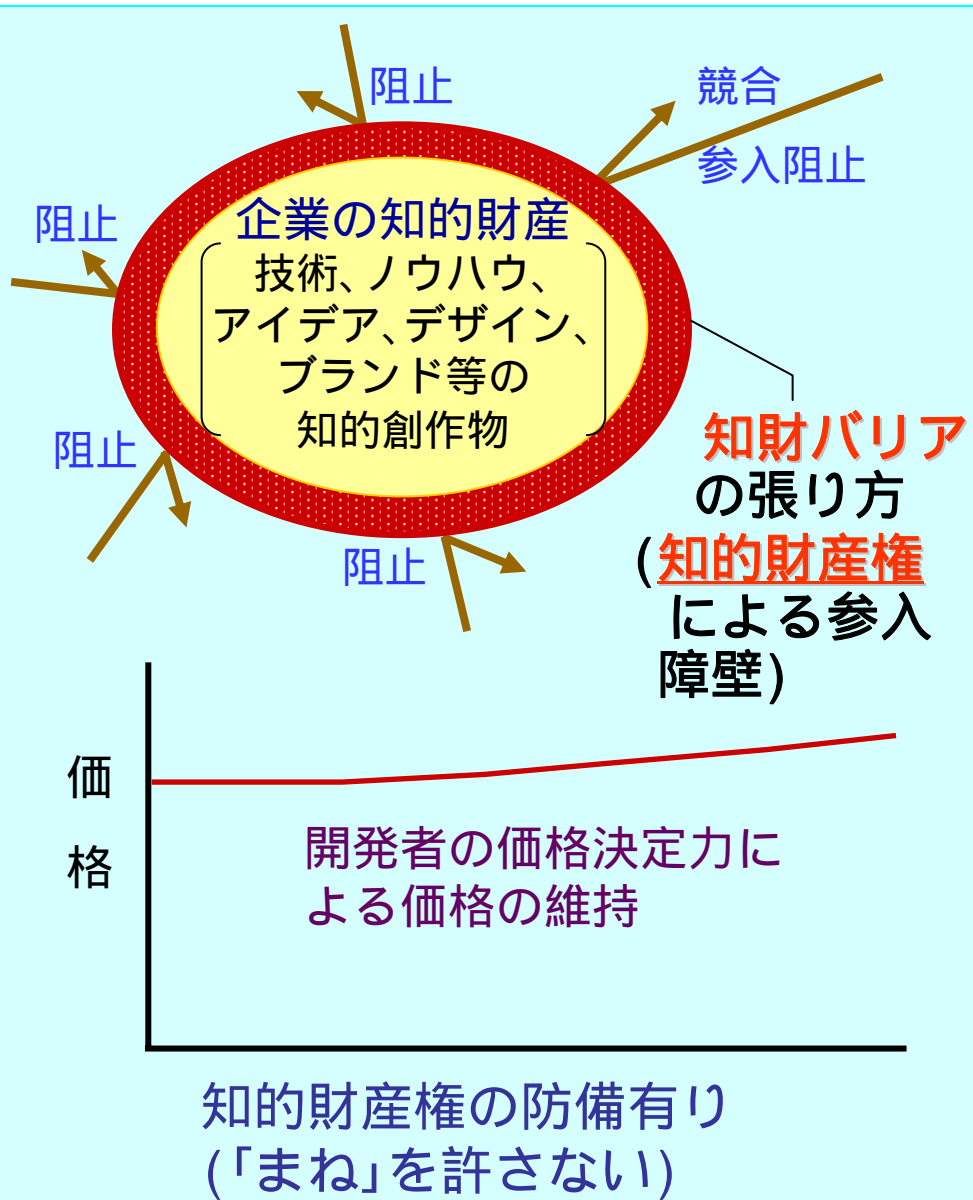 阻止
競合
参入阻止
阻止
企業の知的財産
技術、ノウハウ、
アイデア、デザイン、
ブランド等の
知的創作物
阻止
阻止
知財バリア
の張り方
(知的財産権
による参入
障壁)
価
格
開発者の価格決定力に
よる価格の維持
知的財産権の防備有り
(「まね」を許さない)